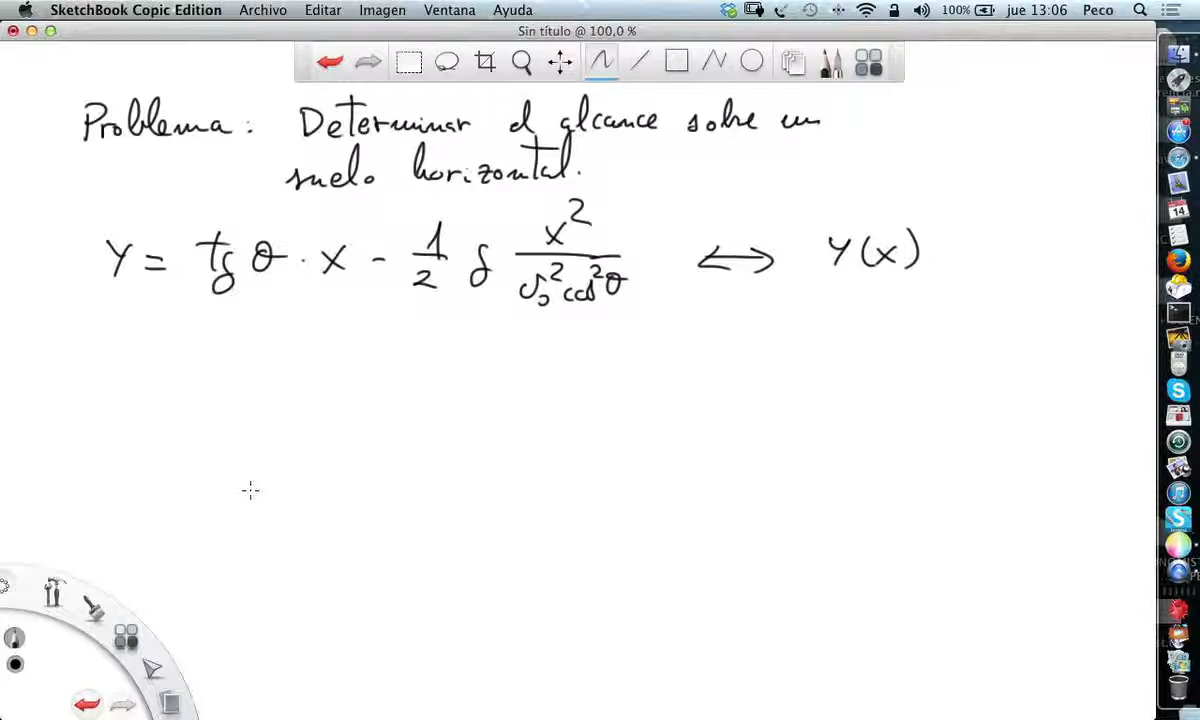 SketchBook Copic Edition Archivo Editar Imagen Ventana Ayuda 100% jue 13:06 Peco
Sin título @ 100,0 %
Problema: Determinar el alcance sobre un
suelo horizontal.
Y = tg θ · x - 1/2 g x²/(v₀² cos²θ) ⟷ Y(x)